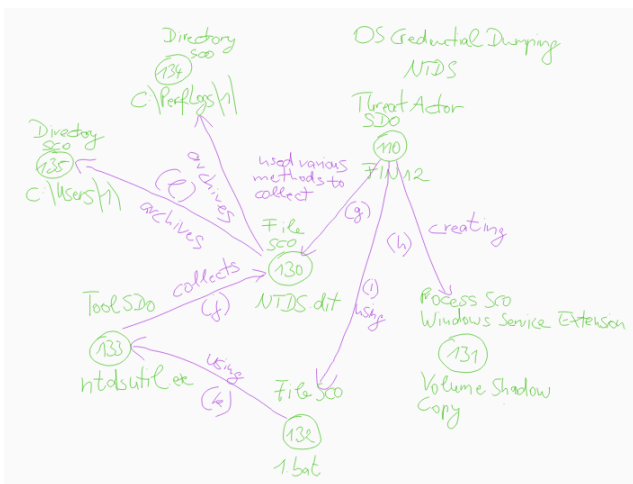 Directory
SCO
134
C:\PerfLogs\1\
OS Creductial Dumping
NTDS
Threat Actor
SDO
110
FIN12
Directory
SCO
135
C:\Users\1\
(l)
archives
archives
used various
methods to
collect
(g)
(h)
creating
File
SCO
130
NTDS.dit
collects
(j)
Tool SDO
133
ntdsutil
(i)
using
Process SCO
Windows Service Extension
131
Volume Shadow
Copy
using
(k)
File SCO
132
1.bat